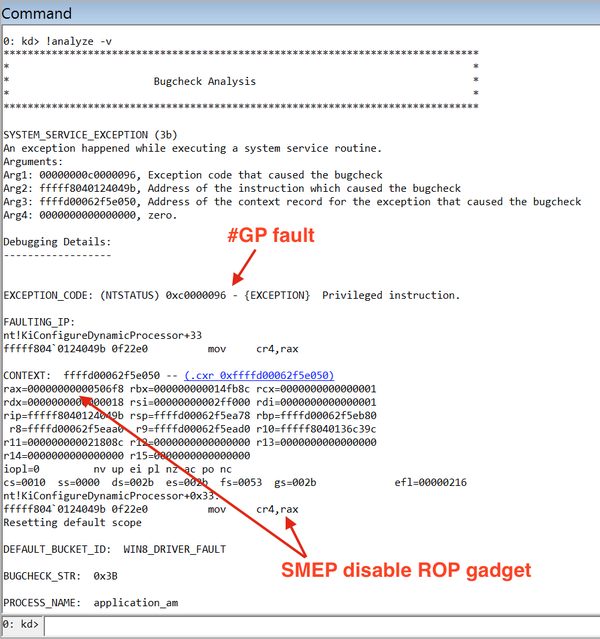 Command
0: kd> !analyze -v
*******************************************************************************
* *
* Bugcheck Analysis *
* *
*******************************************************************************
SYSTEM_SERVICE_EXCEPTION (3b)
An exception happened while executing a system service routine.
Arguments:
Arg1: 00000000c0000096, Exception code that caused the bugcheck
Arg2: fffff8040124049b, Address of the instruction which caused the bugcheck
Arg3: ffffd00062f5e050, Address of the context record for the exception that caused the bugcheck
Arg4: 0000000000000000, zero.
Debugging Details:
------------------
#GP fault
EXCEPTION_CODE: (NTSTATUS) 0xc0000096 - {EXCEPTION} Privileged instruction.
FAULTING_IP:
nt!KiConfigureDynamicProcessor+33
fffff804`0124049b 0f22e0 mov cr4,rax
CONTEXT: ffffd00062f5e050 -- (.cxr 0xffffd00062f5e050)
rax=00000000000506f8 rbx=000000000014fb8c rcx=0000000000000001
rdx=0000000000000018 rsi=00000000002ff000 rdi=0000000000000001
rip=fffff8040124049b rsp=ffffd00062f5ea78 rbp=ffffd00062f5eb80
r8=ffffd00062f5eaa0 r9=ffffd00062f5ead0 r10=fffff8040136c39c
r11=000000000021808c r12=0000000000000000 r13=0000000000000000
r14=0000000000000000 r15=0000000000000000
iopl=0 nv up ei pl nz ac po nc
cs=0010 ss=0000 ds=002b es=002b fs=0053 gs=002b efl=00000216
nt!KiConfigureDynamicProcessor+0x33:
fffff804`0124049b 0f22e0 mov cr4,rax
Resetting default scope
DEFAULT_BUCKET_ID: WIN8_DRIVER_FAULT
SMEP disable ROP gadget
BUGCHECK_STR: 0x3B
PROCESS_NAME: application_am
0: kd>